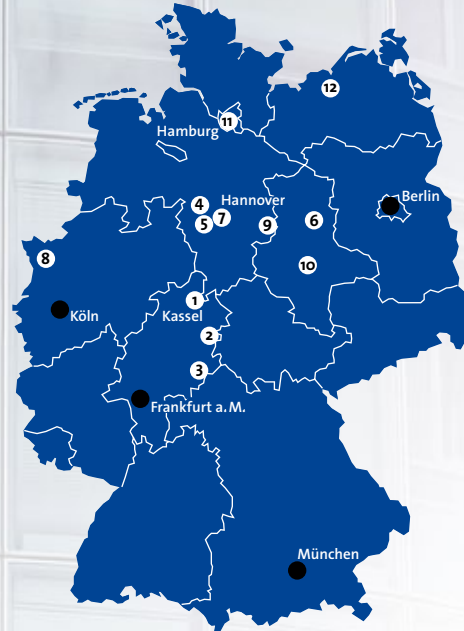 12
11
Hamburg
4
Hannover
7
5
9
6
Berlin
8
10
1
Köln
Kassel
2
3
Frankfurt a. M.
München